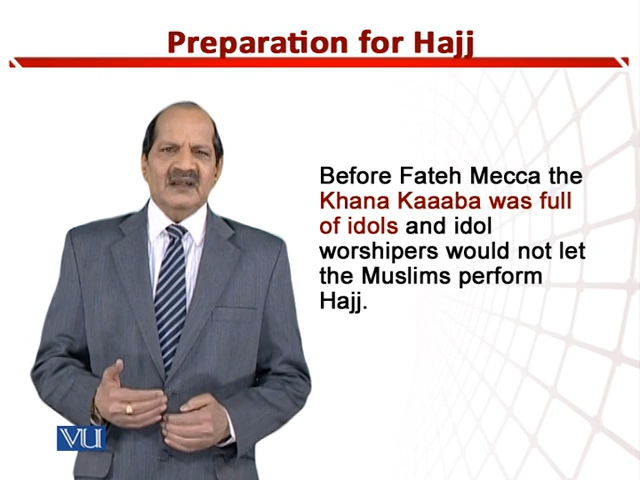 Preparation for Hajj
Before Fateh Mecca the
Khana Kaaaba was full
of idols and idol
worshipers would not let
the Muslims perform
Hajj.
VU